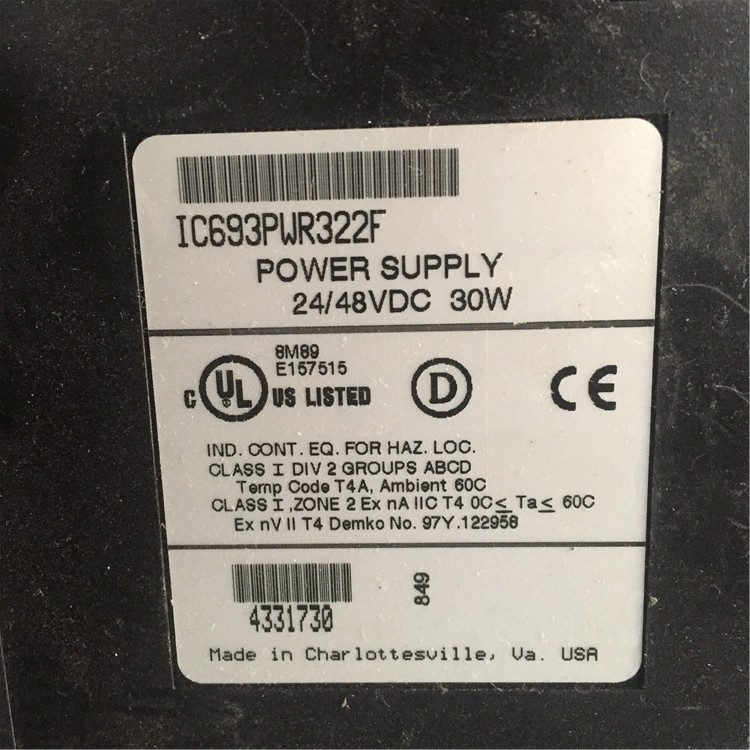 IC693PWR322F
POWER SUPPLY
24/48VDC 30W
8M89
E157515
C UL ® US LISTED
D
CE
IND. CONT. EQ. FOR HAZ. LOC.
CLASS I DIV 2 GROUPS ABCD
Temp Code T4A, Ambient 60C
CLASS I ,ZONE 2 Ex nA IIC T4 0C≤ Ta≤ 60C
Ex nV II T4 Demko No. 97Y.122958
849
4331730
Made in Charlottesville, Va. USA